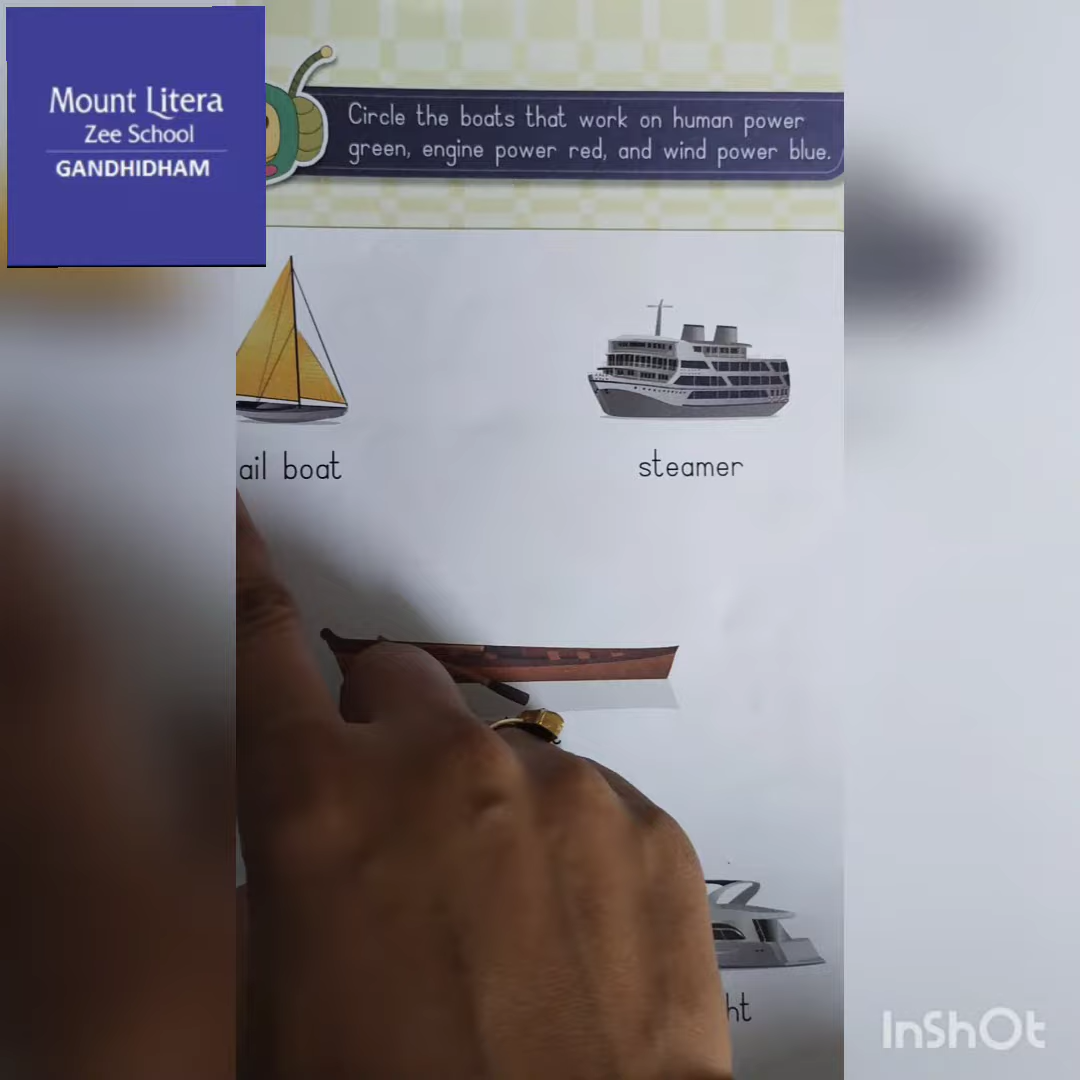 Mount Litera
Zee School
GANDHIDHAM
Circle the boats that work on human power
green, engine power red, and wind power blue.
ail boat
steamer
ht
InShOt